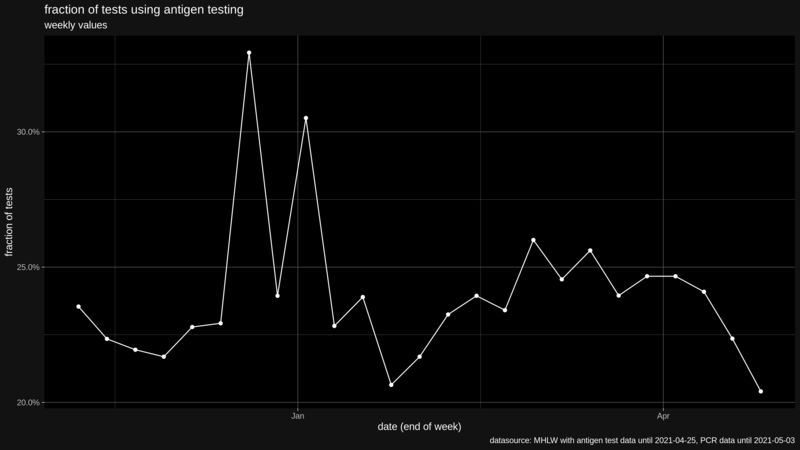 fraction of tests using antigen testing
weekly values
fraction of tests
30.0%
25.0%
20.0%
Jan
Apr
date (end of week)
datasource: MHLW with antigen test data until 2021-04-25, PCR data until 2021-05-03